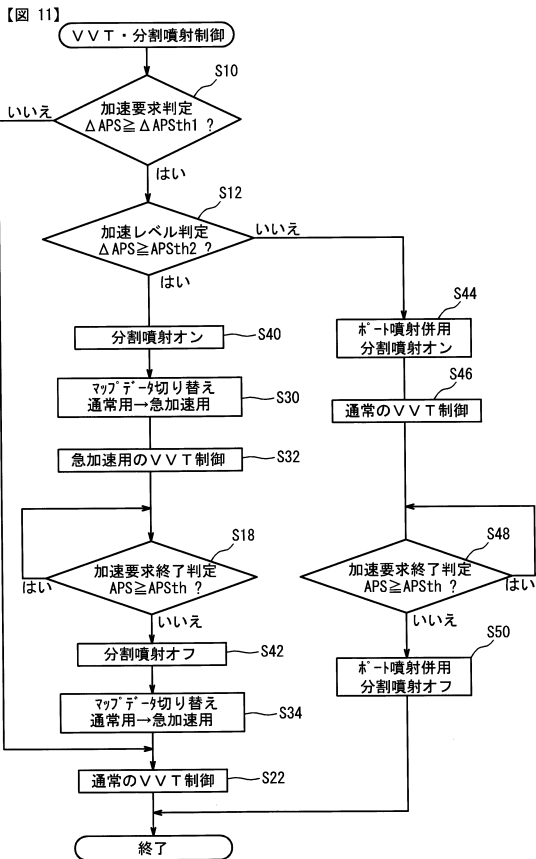 【図 11】
VVT・分割噴射制御
S10
いいえ
加速要求判定
ΔAPS≧ΔAPSth1 ?
はい
S12
加速レベル判定
ΔAPS≧APSth2 ?
いいえ
はい
分割噴射オン
S40
S44
ポート噴射併用
分割噴射オン
マップデータ切り替え
通常用→急加速用
S30
S46
通常のVVT制御
急加速用のVVT制御
S32
S18
加速要求終了判定
APS≧APSth ?
はい
いいえ
S48
加速要求終了判定
APS≧APSth ?
はい
いいえ
分割噴射オフ
S42
S50
ポート噴射併用
分割噴射オフ
マップデータ切り替え
通常用→急加速用
S34
通常のVVT制御
S22
終了